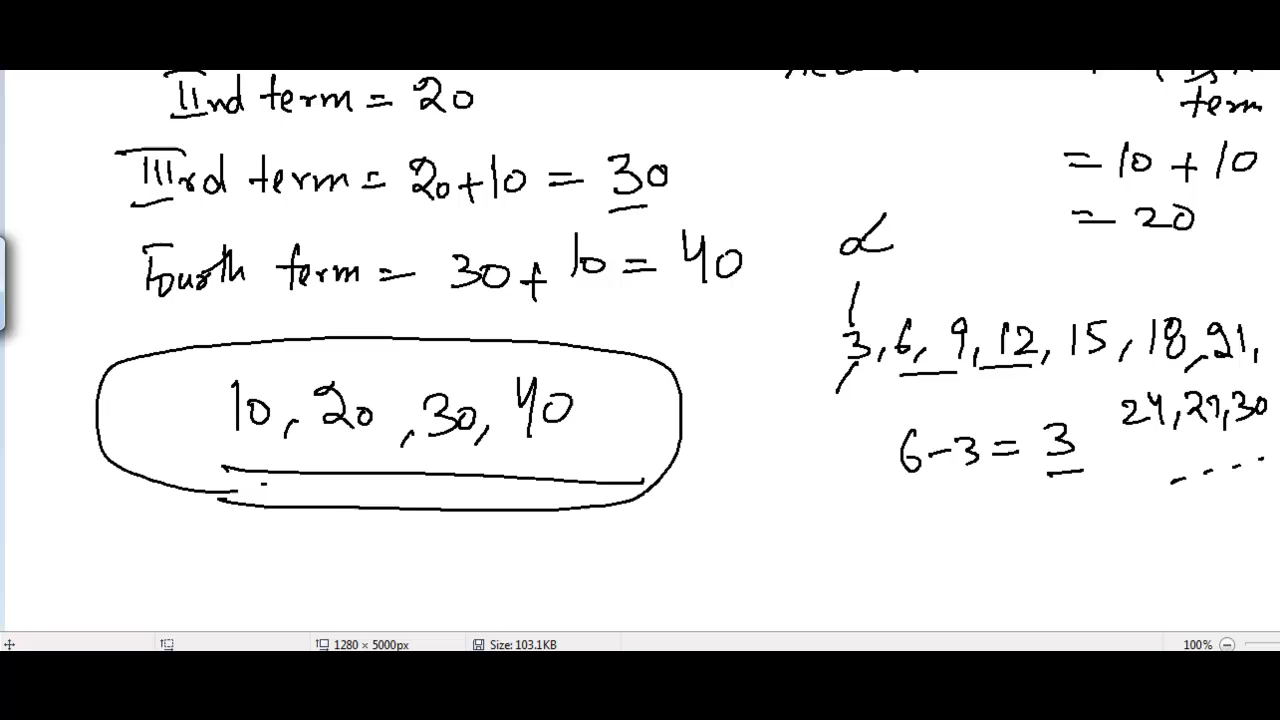 IInd term = 20
IIIrd term = 20+10 = 30
Fourth term = 30+10 = 40
10, 20, 30, 40
term
= 10 + 10
= 20
3, 6, 9, 12, 15, 18, 21,
24, 27, 30
....
6-3 = 3
1280 × 5000px
Size: 103.1KB
100%